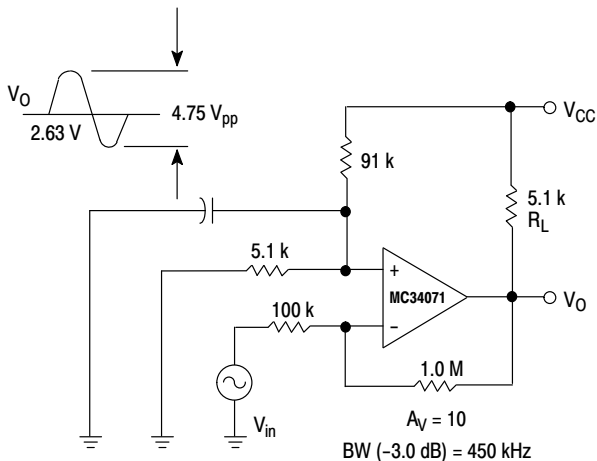 VO
2.63 V
4.75 Vpp
VCC
91 k
5.1 k
RL
5.1 k
+
MC34071
−
VO
100 k
1.0 M
Vin
AV = 10
BW (−3.0 dB) = 450 kHz